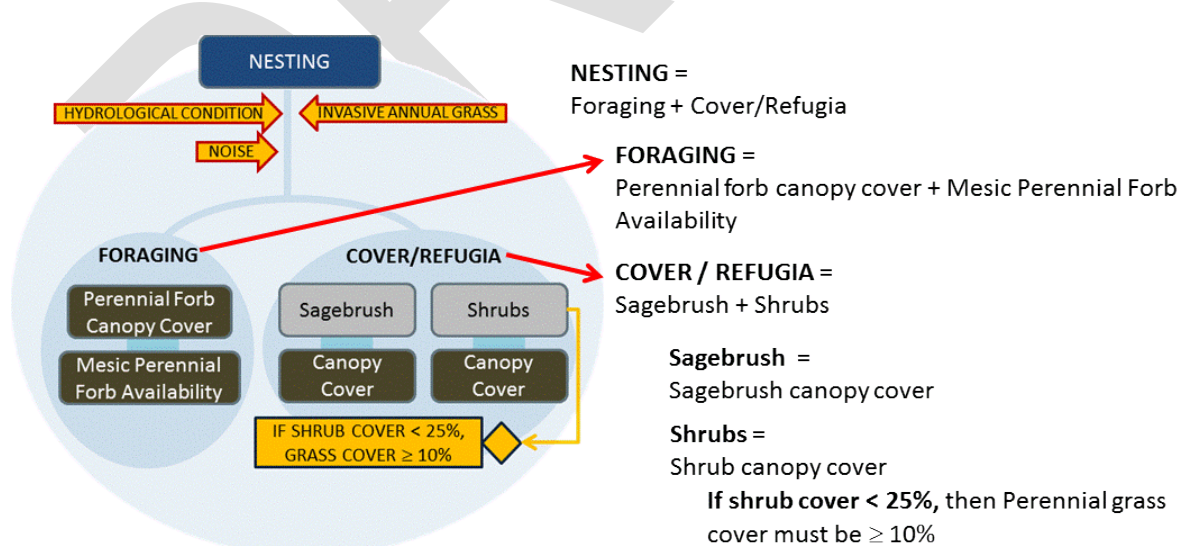 NESTING
HYDROLOGICAL CONDITION
INVASIVE ANNUAL GRASS
NOISE
FORAGING
Perennial Forb
Canopy Cover
Mesic Perennial
Forb Availability
COVER/REFUGIA
Sagebrush
Shrubs
Canopy
Cover
Canopy
Cover
IF SHRUB COVER < 25%,
GRASS COVER ≥ 10%
NESTING =
Foraging + Cover/Refugia
FORAGING =
Perennial forb canopy cover + Mesic Perennial Forb
Availability
COVER / REFUGIA =
Sagebrush + Shrubs
Sagebrush =
Sagebrush canopy cover
Shrubs =
Shrub canopy cover
If shrub cover < 25%, then Perennial grass
cover must be ≥ 10%